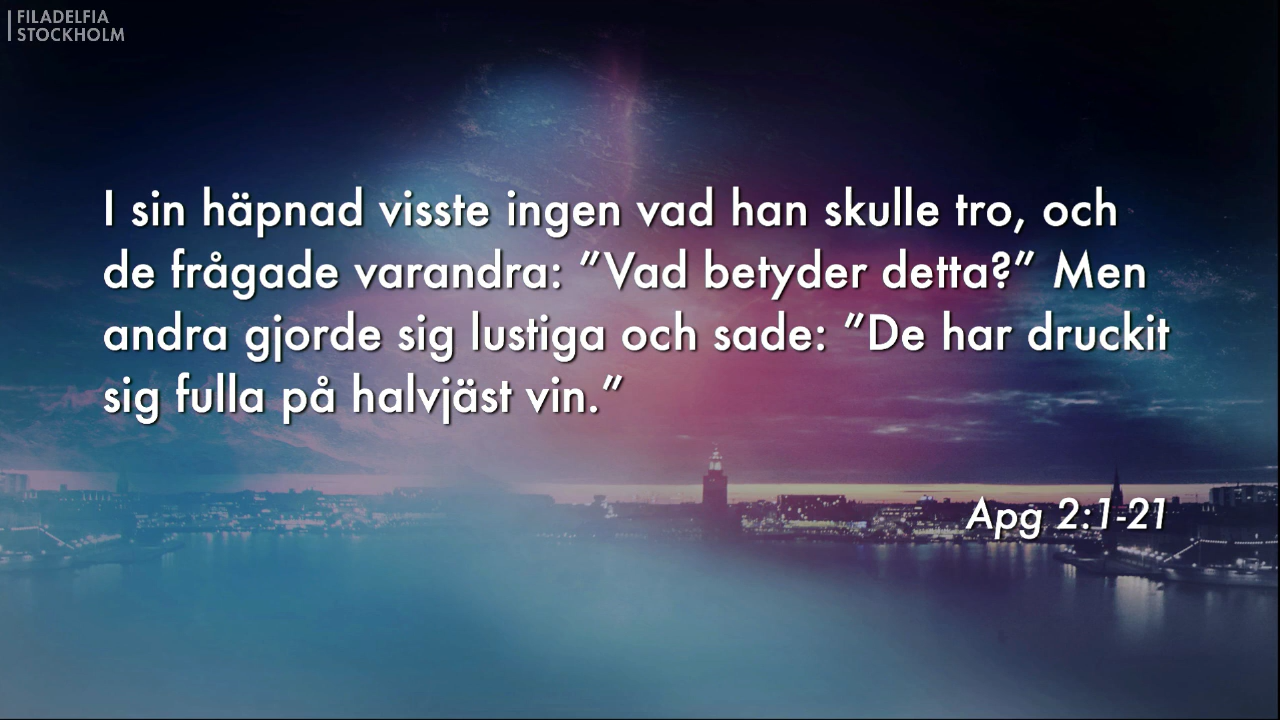 FILADELFIA
STOCKHOLM
I sin häpnad visste ingen vad han skulle tro, och
de frågade varandra: ”Vad betyder detta?” Men
andra gjorde sig lustiga och sade: ”De har druckit
sig fulla på halvjäst vin.”
Apg 2:1-21